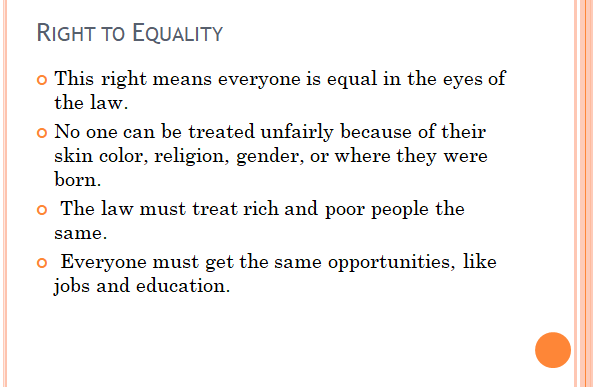 RIGHT TO EQUALITY
This right means everyone is equal in the eyes of
the law.
No one can be treated unfairly because of their
skin color, religion, gender, or where they were
born.
The law must treat rich and poor people the
same.
Everyone must get the same opportunities, like
jobs and education.